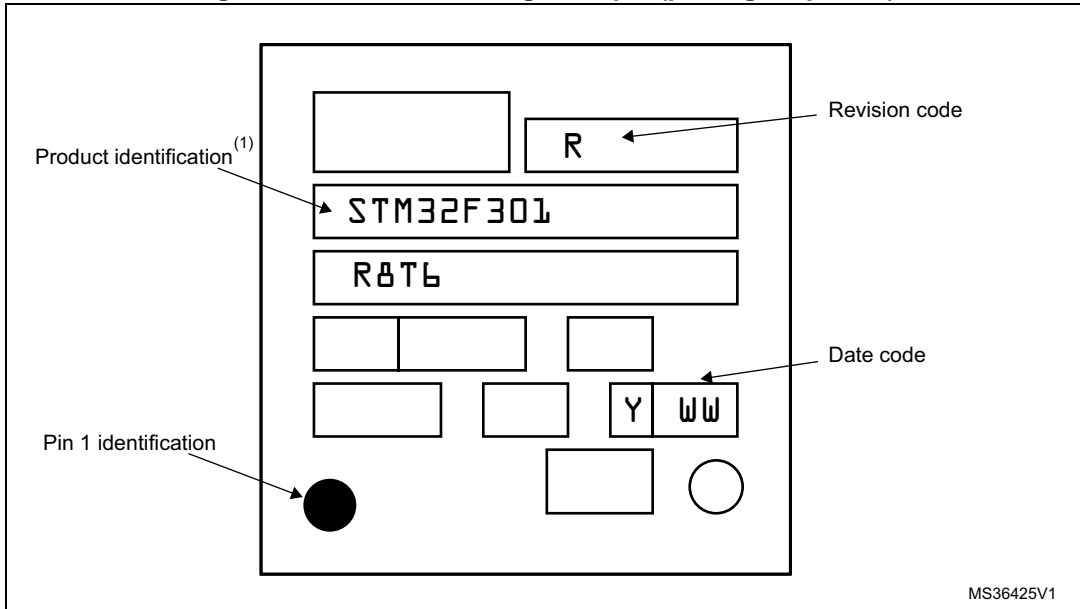 Revision code
R
Product identification(1)
STM32F301
R8T6
Date code
Y WW
Pin 1 identification
MS36425V1